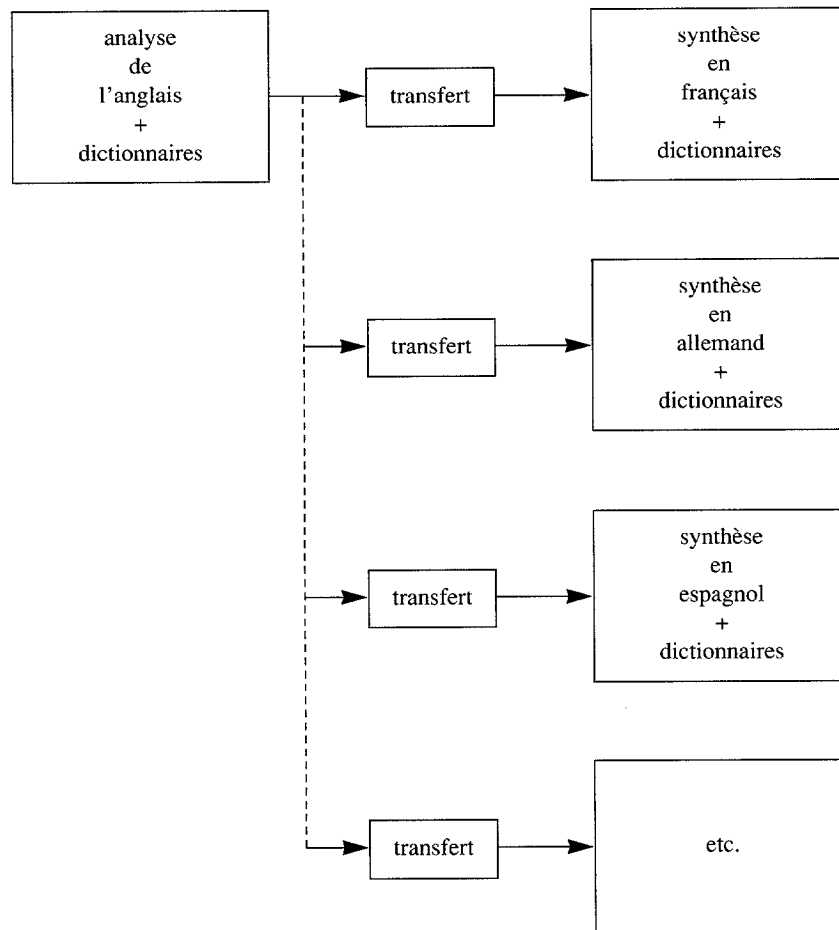 analyse
de
l'anglais
+
dictionnaires
transfert
synthèse
en
français
+
dictionnaires
transfert
synthèse
en
allemand
+
dictionnaires
transfert
synthèse
en
espagnol
+
dictionnaires
transfert
etc.